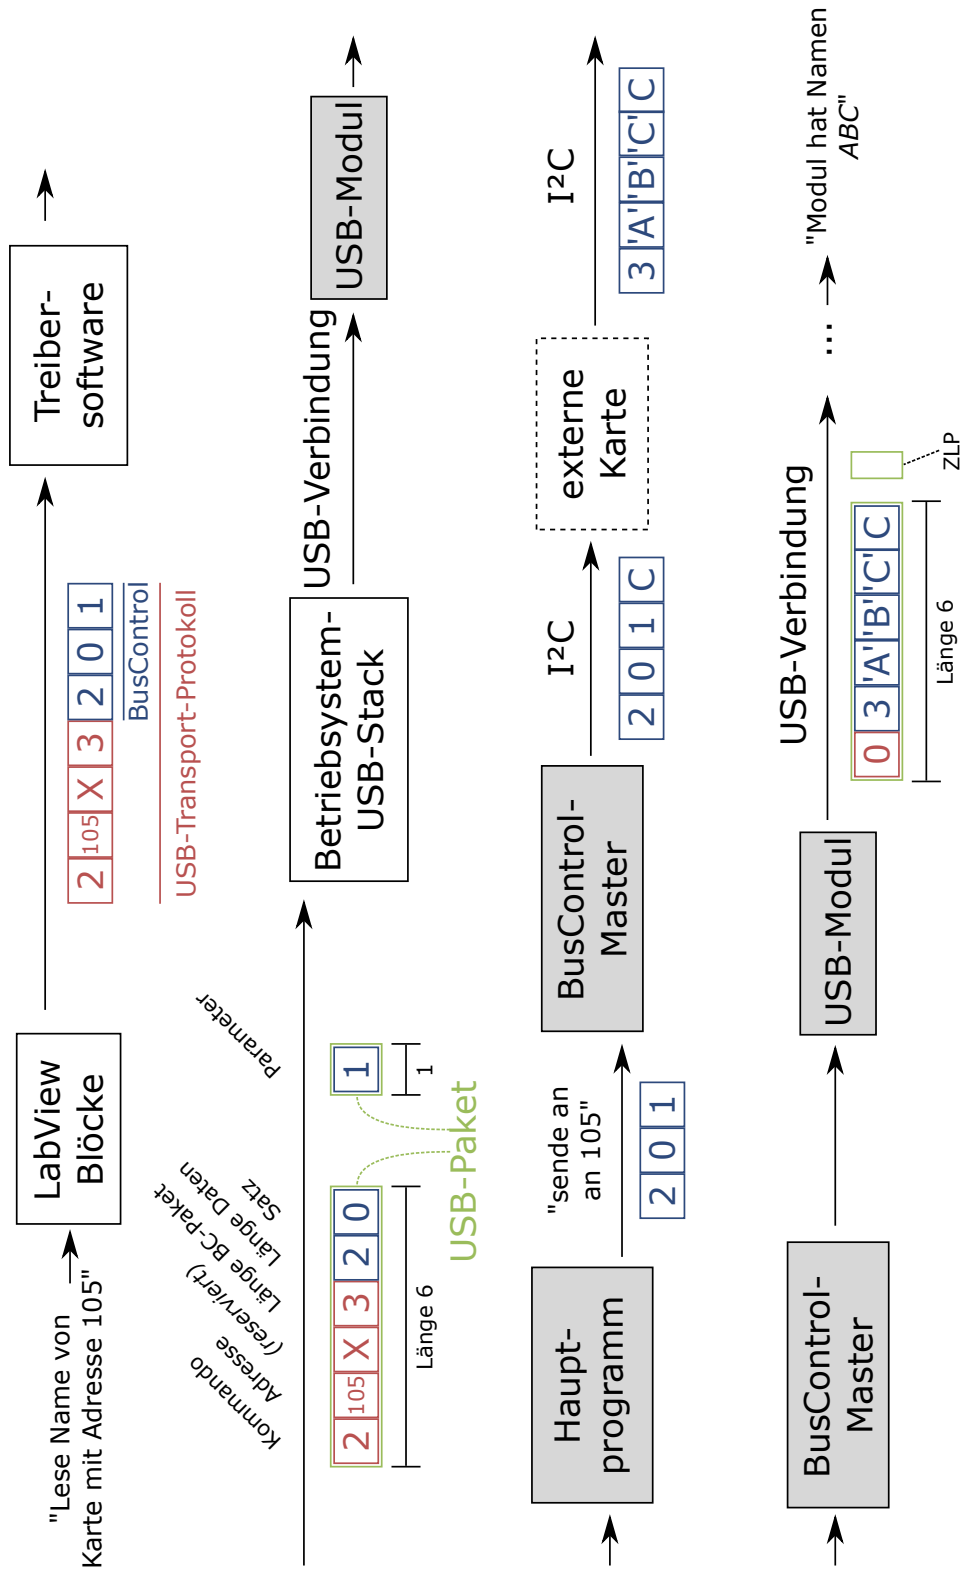 "Lese Name von
Karte mit Adresse 105"
LabView
Blöcke
2 105 X 3 2 0 1
BusControl
USB-Transport-Protokoll
Treiber-
software
Kommando
Adresse
(reserviert)
Länge BC-Paket
Länge Daten
Satz
Parameter
2 105 X 3 2 0
1
Länge 6
1
USB-Paket
Betriebsystem-
USB-Stack
USB-Verbindung
USB-Modul
Haupt-
programm
"sende an
an 105"
2 0 1
BusControl-
Master
I²C
2 0 1 C
externe
Karte
I²C
3 'A' 'B' 'C' C
BusControl-
Master
USB-Modul
USB-Verbindung
0 3 'A' 'B' 'C' C
Länge 6
ZLP
...
"Modul hat Namen
ABC"